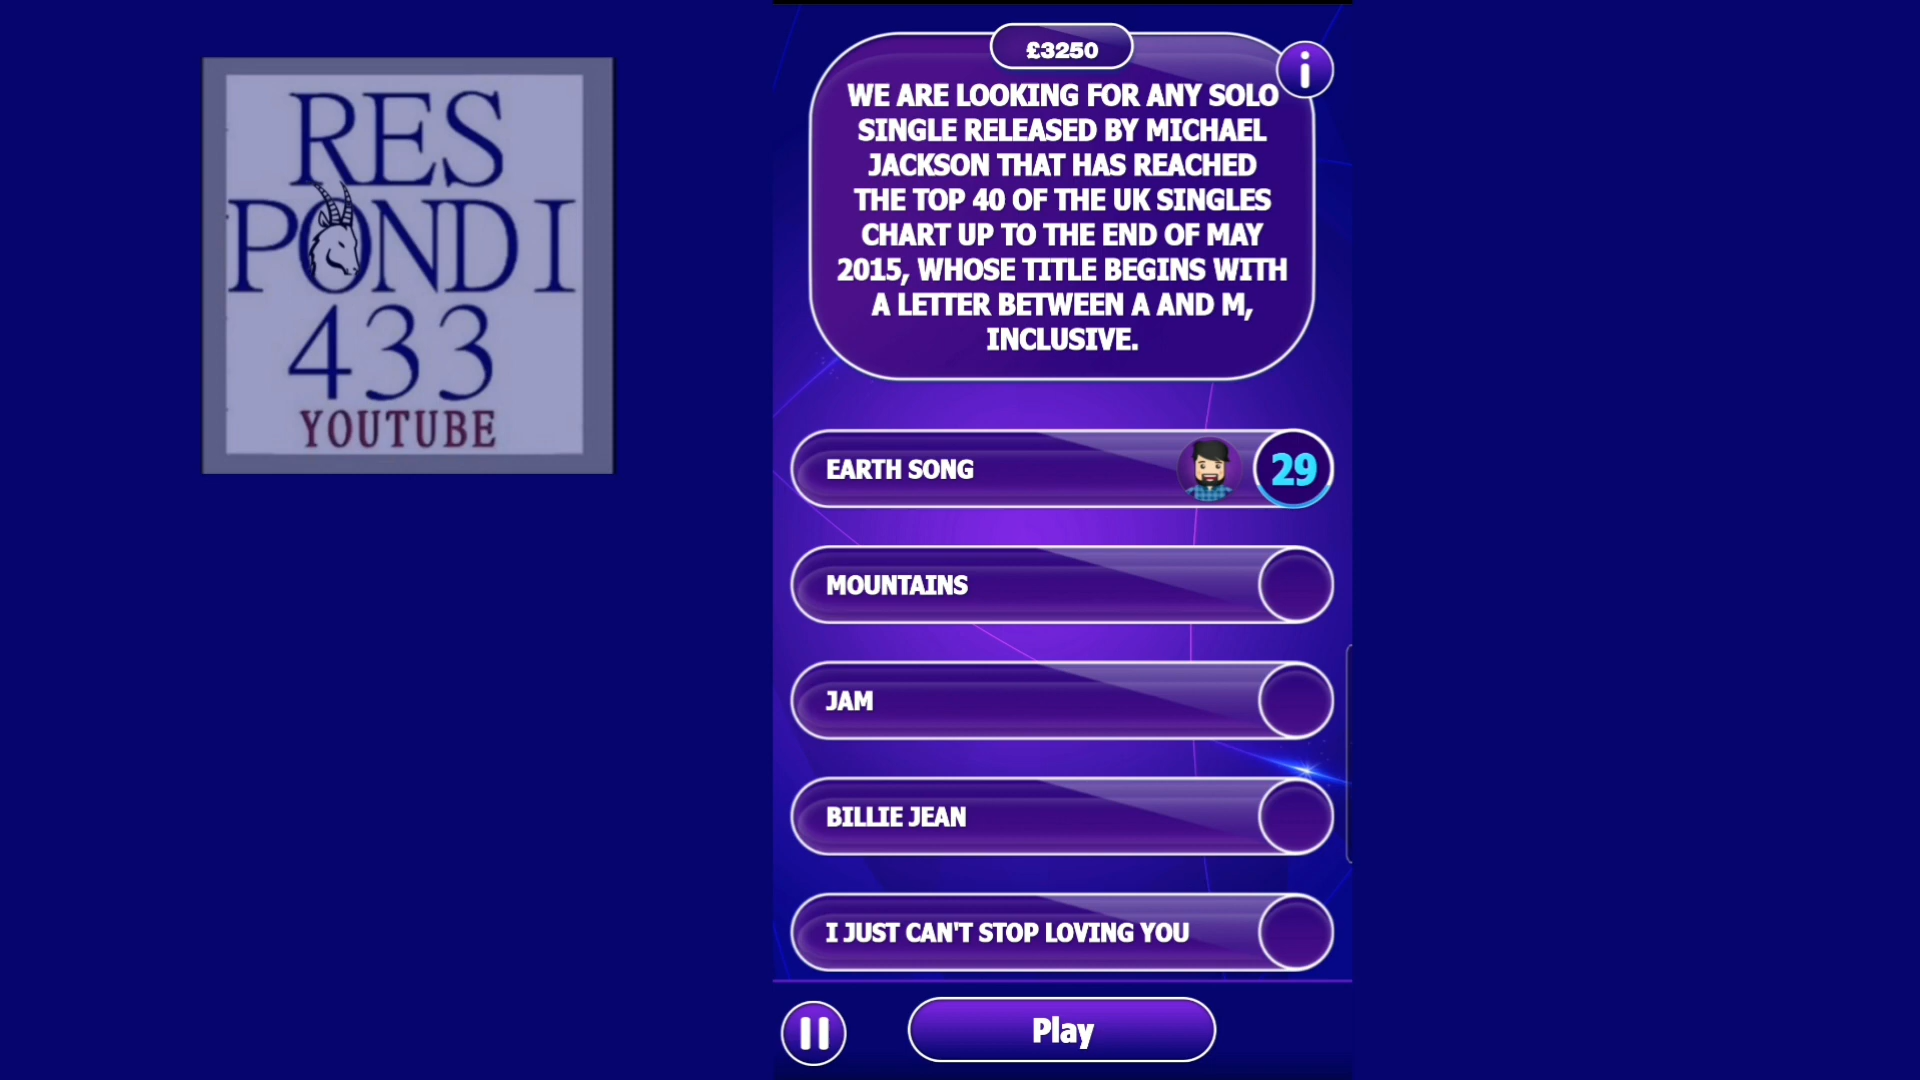 RES
PONDI
433
YOUTUBE
£3250
i
WE ARE LOOKING FOR ANY SOLO
SINGLE RELEASED BY MICHAEL
JACKSON THAT HAS REACHED
THE TOP 40 OF THE UK SINGLES
CHART UP TO THE END OF MAY
2015, WHOSE TITLE BEGINS WITH
A LETTER BETWEEN A AND M,
INCLUSIVE.
EARTH SONG 29
MOUNTAINS
JAM
BILLIE JEAN
I JUST CAN'T STOP LOVING YOU
Play